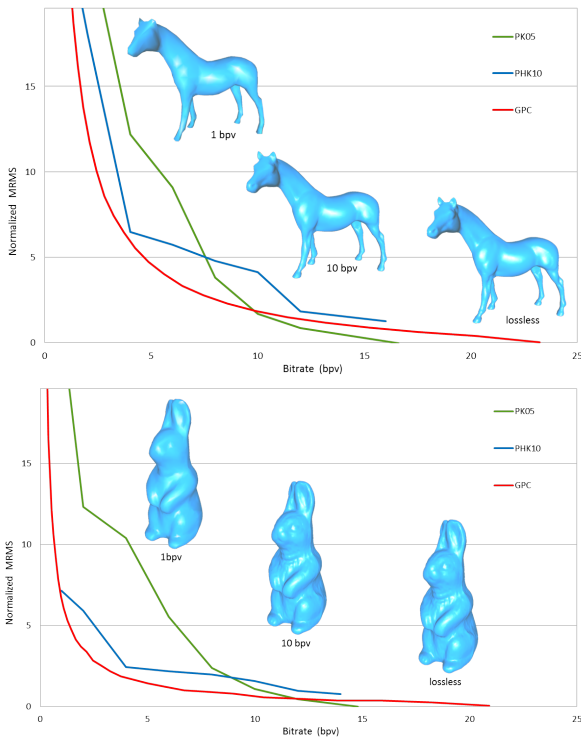 PK05
PHK10
GPC
15
10
5
0
Normalized MRMS
1 bpv
10 bpv
lossless
0 5 10 15 20 25
Bitrate (bpv)
PK05
PHK10
GPC
15
10
5
0
Normalized MRMS
1bpv
10 bpv
lossless
0 5 10 15 20 25
Bitrate (bpv)